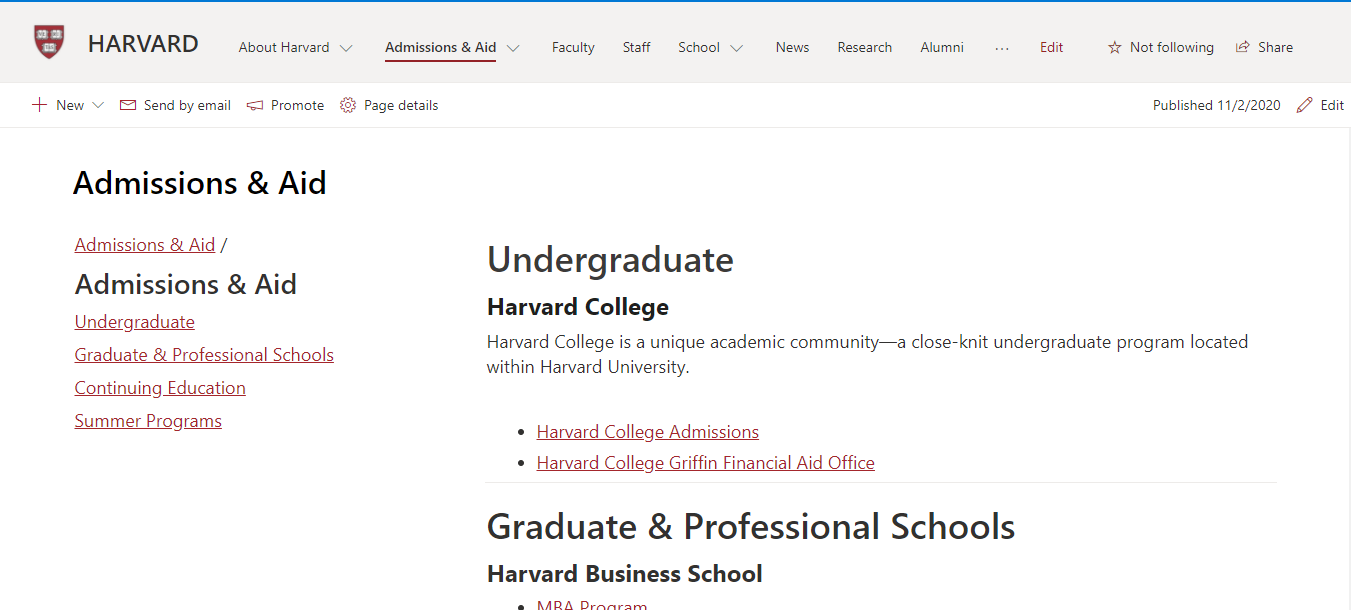 HARVARD
About Harvard
Admissions & Aid
Faculty
Staff
School
News
Research
Alumni
...
Edit
Not following
Share
New
Send by email
Promote
Page details
Published 11/2/2020
Edit
Admissions & Aid
Admissions & Aid /
Admissions & Aid
Undergraduate
Graduate & Professional Schools
Continuing Education
Summer Programs
Undergraduate
Harvard College
Harvard College is a unique academic community—a close-knit undergraduate program located
within Harvard University.
• Harvard College Admissions
• Harvard College Griffin Financial Aid Office
Graduate & Professional Schools
Harvard Business School
• MBA Program